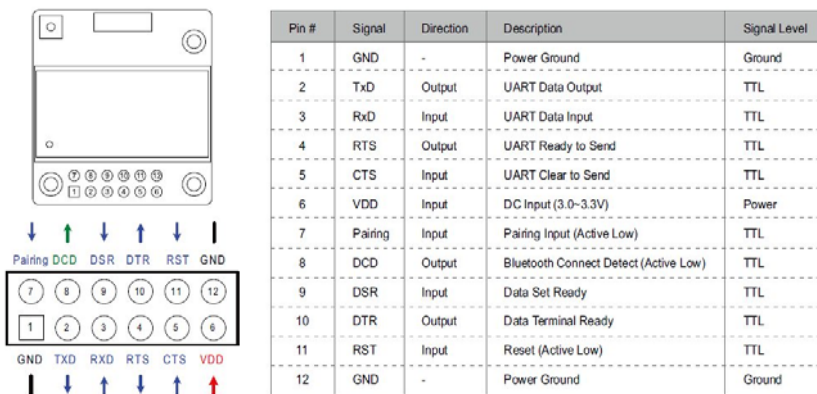 7 8 9 10 11 12
1 2 3 4 5 6
Pairing DCD DSR DTR RST GND
7 8 9 10 11 12
1 2 3 4 5 6
GND TXD RXD RTS CTS VDD
Pin # Signal Direction Description Signal Level
1 GND - Power Ground Ground
2 TxD Output UART Data Output TTL
3 RxD Input UART Data Input TTL
4 RTS Output UART Ready to Send TTL
5 CTS Input UART Clear to Send TTL
6 VDD Input DC Input (3.0~3.3V) Power
7 Pairing Input Pairing Input (Active Low) TTL
8 DCD Output Bluetooth Connect Detect (Active Low) TTL
9 DSR Input Data Set Ready TTL
10 DTR Output Data Terminal Ready TTL
11 RST Input Reset (Active Low) TTL
12 GND - Power Ground Ground